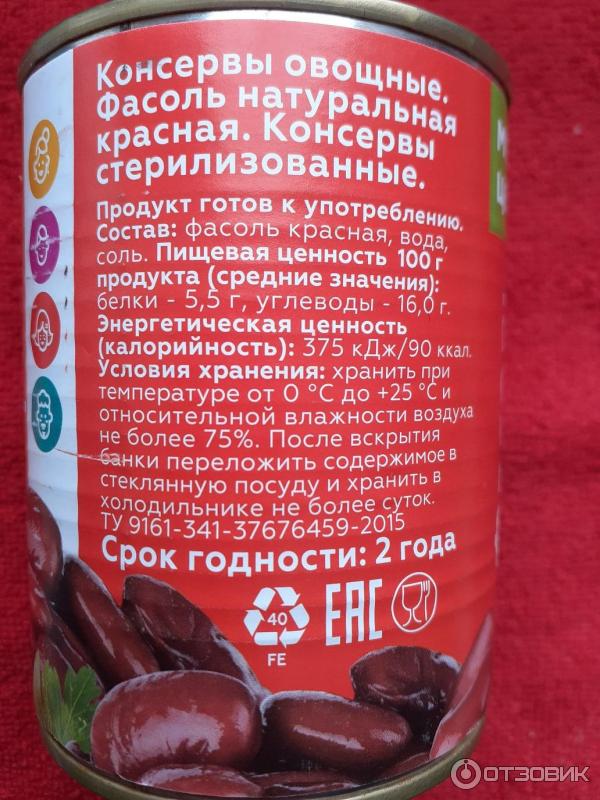 Консервы овощные.
Фасоль натуральная
красная. Консервы
стерилизованные.
Продукт готов к употреблению.
Состав: фасоль красная, вода,
соль. Пищевая ценность 100 г
продукта (средние значения):
белки - 5,5 г, углеводы - 16,0 г.
Энергетическая ценность
(калорийность): 375 кДж/90 ккал.
Условия хранения: хранить при
температуре от 0 °С до +25 °С и
относительной влажности воздуха
не более 75%. После вскрытия
банки переложить содержимое в
стеклянную посуду и хранить в
холодильнике не более суток.
ТУ 9161-341-37676459-2015
Срок годности: 2 года
40
FE
EAC
ОТЗОВИК